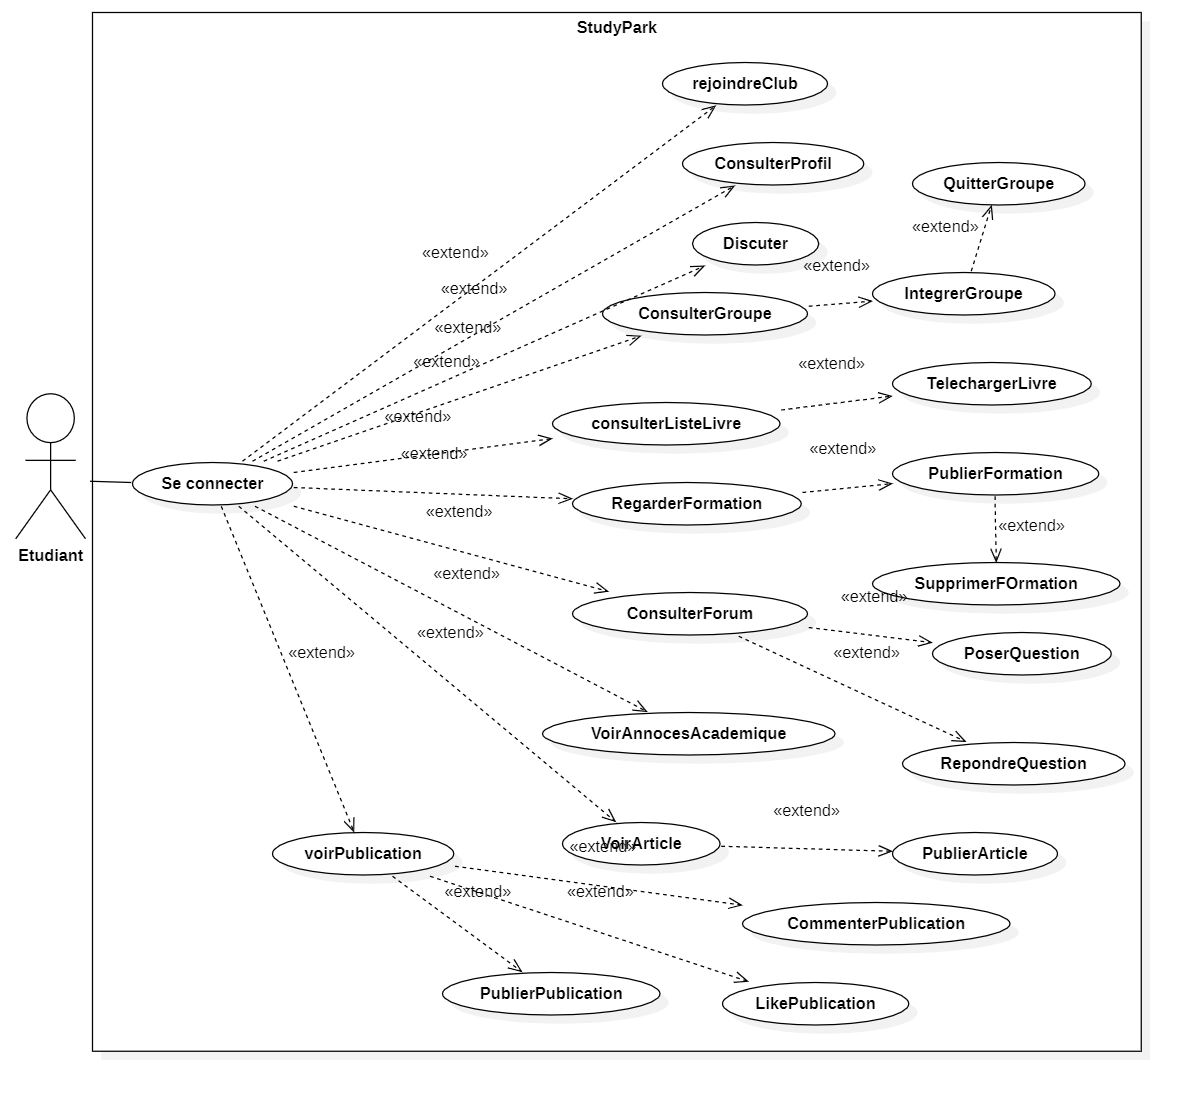 StudyPark
rejoindreClub
ConsulterProfil
QuitterGroupe
«extend»
Discuter
«extend»
«extend»
«extend»
IntegrerGroupe
ConsulterGroupe
«extend»
«extend»
«extend»
TelechargerLivre
«extend»
consulterListeLivre
«extend»
«extend»
PublierFormation
Se connecter
RegarderFormation
«extend»
«extend»
Etudiant
«extend»
SupprimerFOrmation
«extend»
ConsulterForum
«extend»
«extend»
«extend»
PoserQuestion
VoirAnnocesAcademique
RepondreQuestion
«extend»
VoirArticle
«extend»
voirPublication
PublierArticle
«extend»
«extend»
CommenterPublication
PublierPublication
LikePublication